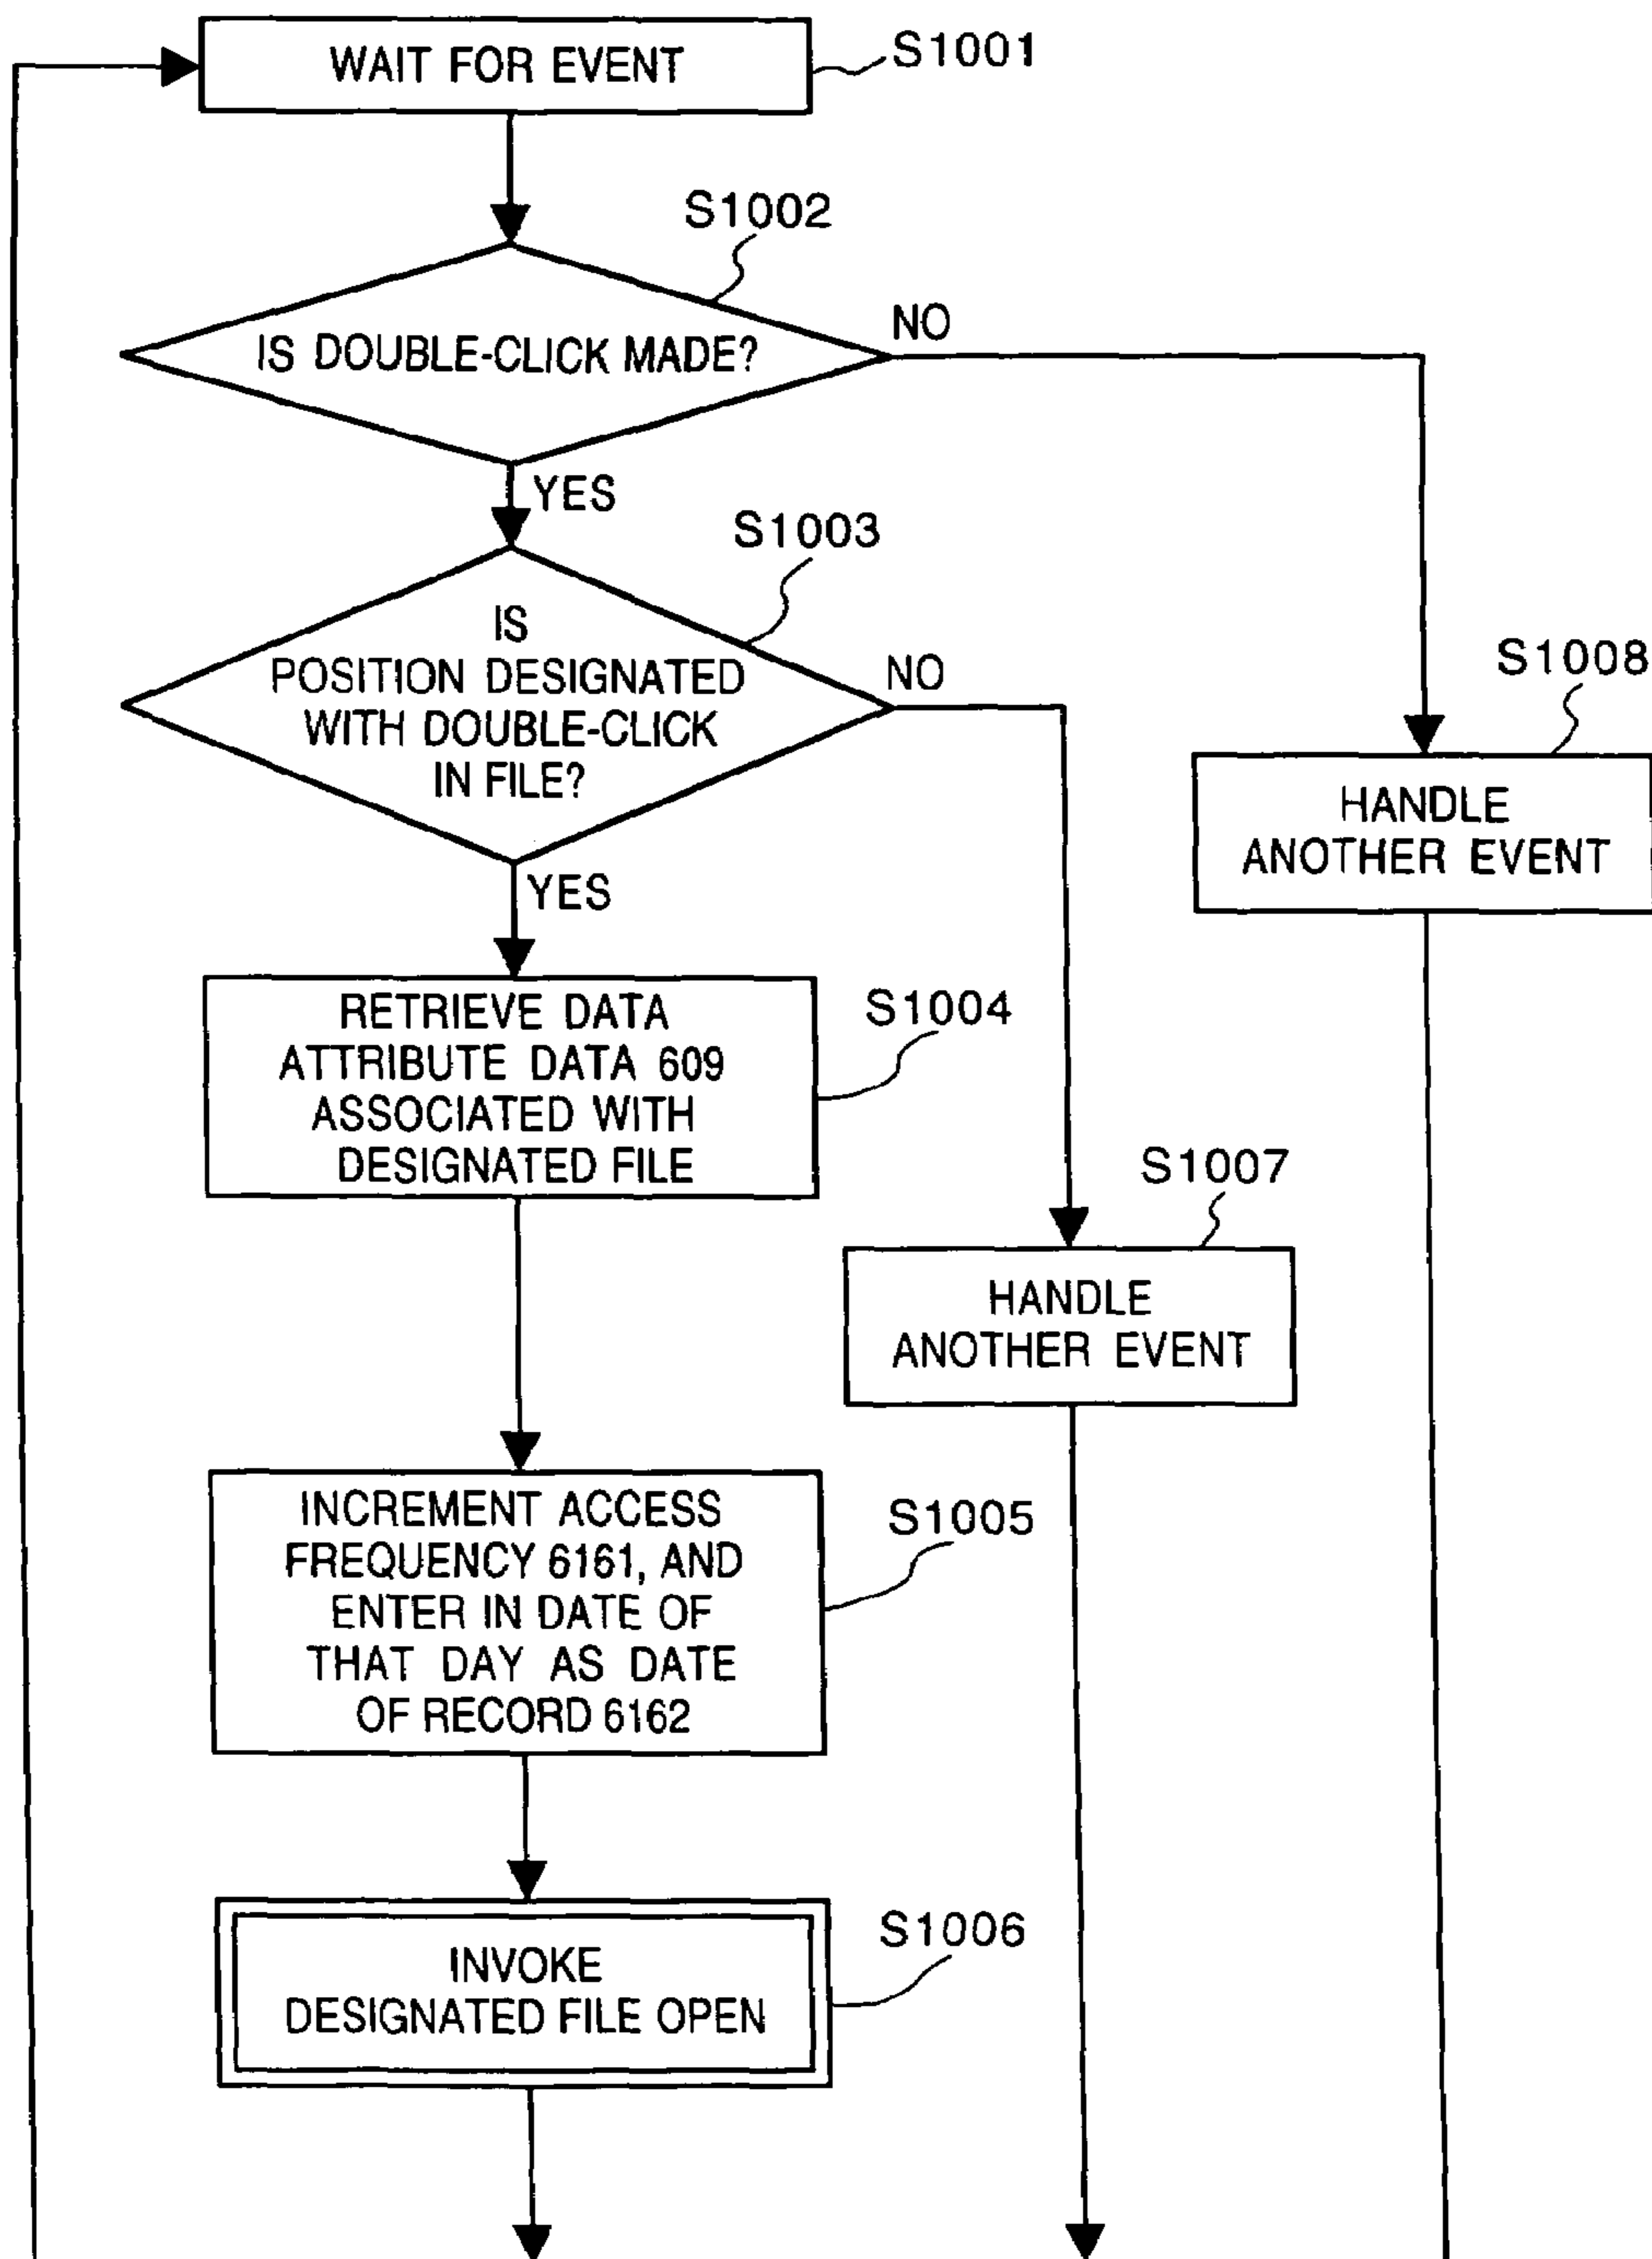 WAIT FOR EVENT
S1001
S1002
IS DOUBLE-CLICK MADE?
NO
YES
S1003
IS
POSITION DESIGNATED
WITH DOUBLE-CLICK
IN FILE?
NO
YES
S1008
HANDLE
ANOTHER EVENT
RETRIEVE DATA
ATTRIBUTE DATA 609
ASSOCIATED WITH
DESIGNATED FILE
S1004
S1007
HANDLE
ANOTHER EVENT
INCREMENT ACCESS
FREQUENCY 6161, AND
ENTER IN DATE OF
THAT DAY AS DATE
OF RECORD 6162
S1005
INVOKE
DESIGNATED FILE OPEN
S1006